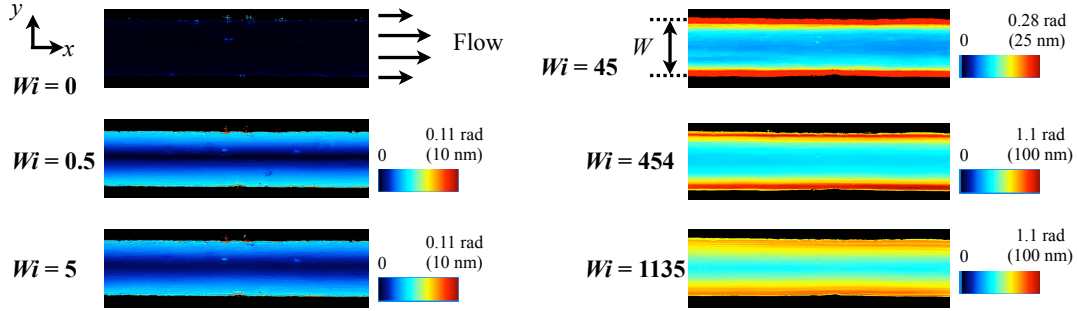 y
x
Wi = 0
Flow
Wi = 0.5
0.11 rad
0 (10 nm)
Wi = 5
0.11 rad
0 (10 nm)
W
Wi = 45
0.28 rad
0 (25 nm)
Wi = 454
1.1 rad
0 (100 nm)
Wi = 1135
1.1 rad
0 (100 nm)